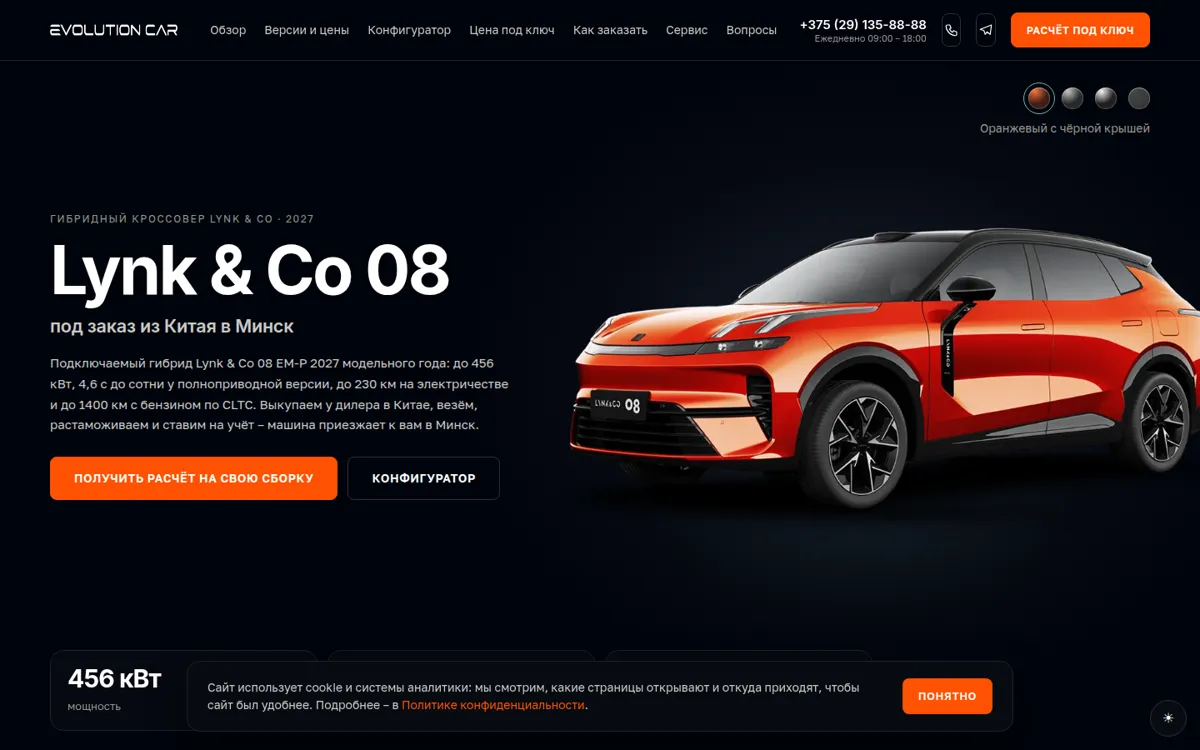 EVOLUTION CAR
Обзор
Версии и цены
Конфигуратор
Цена под ключ
Как заказать
Сервис
Вопросы
+375 (29) 135-88-88
Ежедневно 09:00 – 18:00
РАСЧЁТ ПОД КЛЮЧ
Оранжевый с чёрной крышей
ГИБРИДНЫЙ КРОССОВЕР LYNK & CO · 2027
Lynk & Co 08
под заказ из Китая в Минск
Подключаемый гибрид Lynk & Co 08 EM-P 2027 модельного года: до 456
кВт, 4,6 с до сотни у полноприводной версии, до 230 км на электричестве
и до 1400 км с бензином по CLTC. Выкупаем у дилера в Китае, везём,
растаможиваем и ставим на учёт – машина приезжает к вам в Минск.
ПОЛУЧИТЬ РАСЧЁТ НА СВОЮ СБОРКУ
КОНФИГУРАТОР
LYNK&CO 08
456 кВт
мощность
Сайт использует cookie и системы аналитики: мы смотрим, какие страницы открывают и откуда приходят, чтобы
сайт был удобнее. Подробнее – в Политике конфиденциальности.
ПОНЯТНО